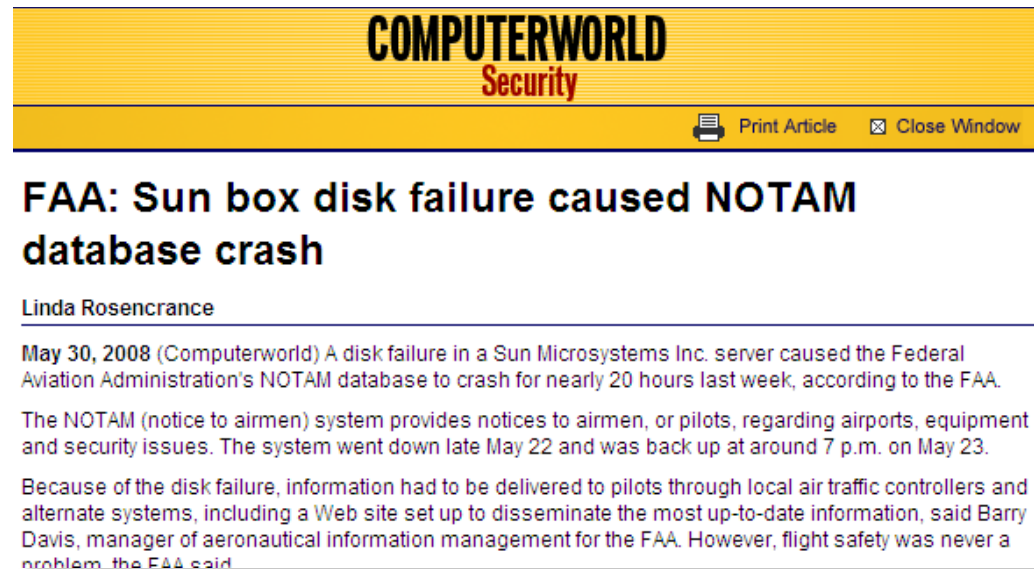 COMPUTERWORLD
Security
Print Article Close Window
FAA: Sun box disk failure caused NOTAM
database crash
Linda Rosencrance
May 30, 2008 (Computerworld) A disk failure in a Sun Microsystems Inc. server caused the Federal
Aviation Administration's NOTAM database to crash for nearly 20 hours last week, according to the FAA.
The NOTAM (notice to airmen) system provides notices to airmen, or pilots, regarding airports, equipment
and security issues. The system went down late May 22 and was back up at around 7 p.m. on May 23.
Because of the disk failure, information had to be delivered to pilots through local air traffic controllers and
alternate systems, including a Web site set up to disseminate the most up-to-date information, said Barry
Davis, manager of aeronautical information management for the FAA. However, flight safety was never a
problem, the FAA said.